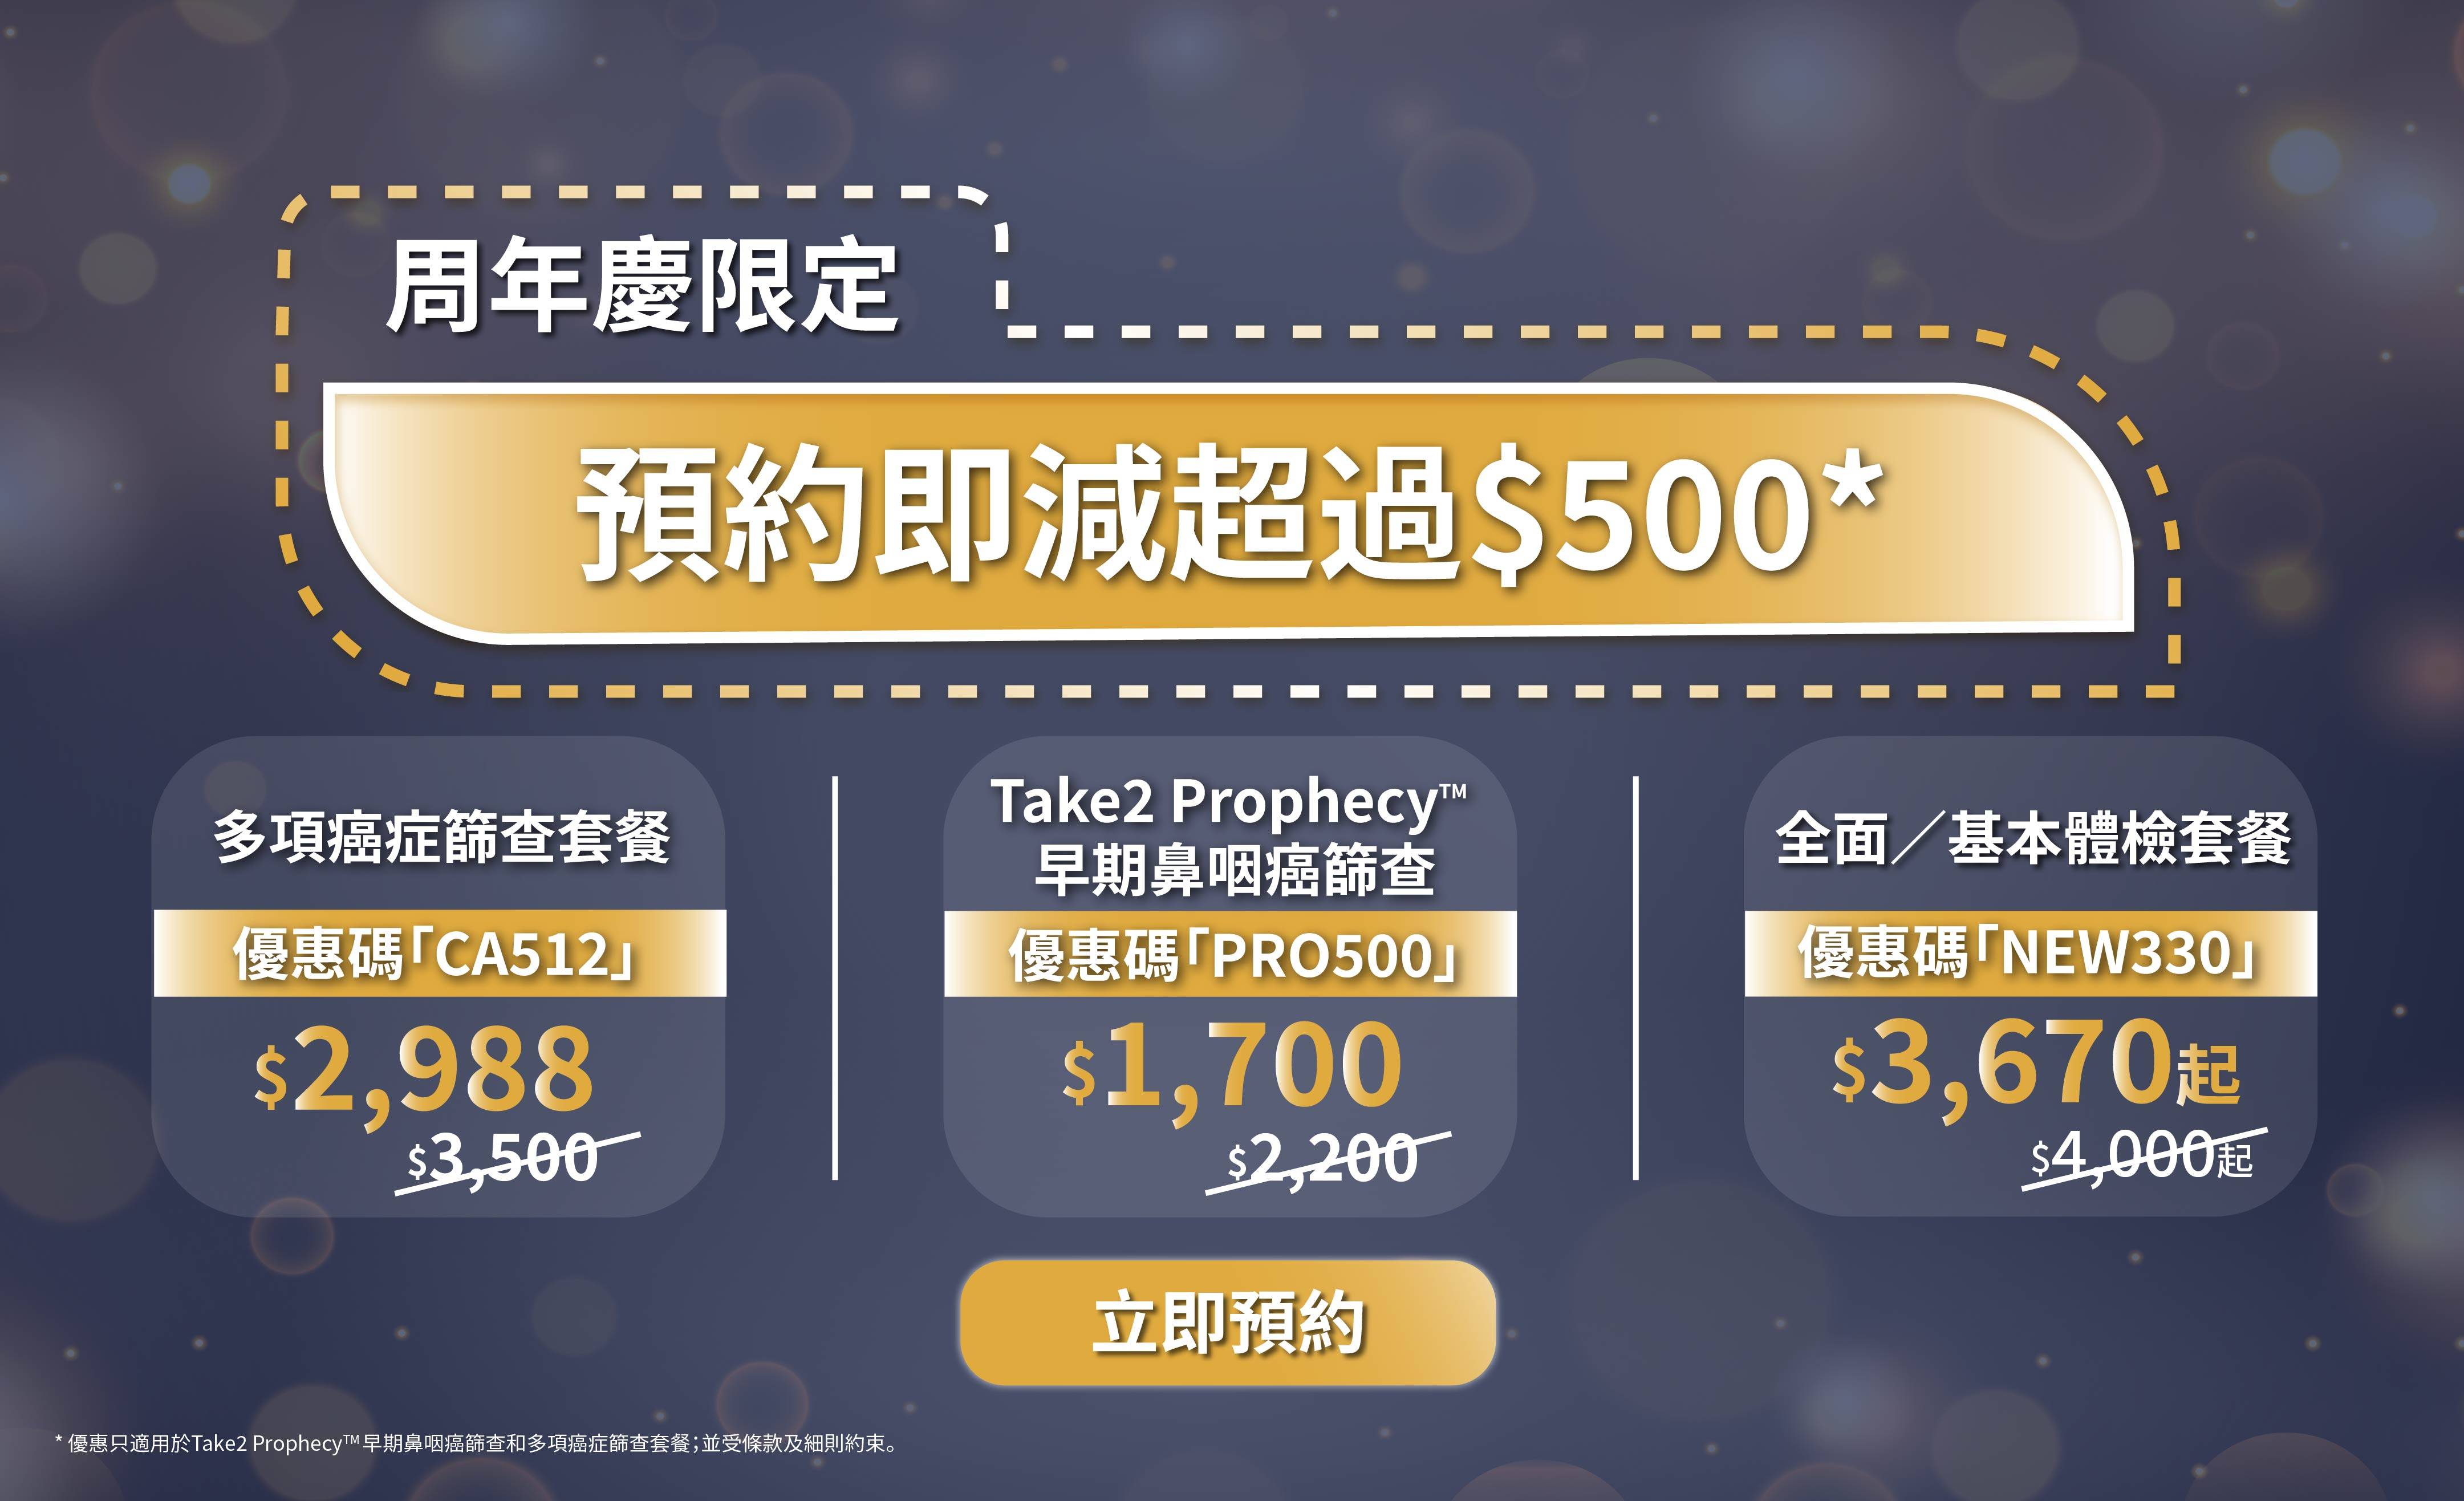 周年慶限定
預約即減超過$500*
多項癌症篩查套餐
優惠碼「CA512」
$2,988
$3,500
Take2 Prophecy™
早期鼻咽癌篩查
優惠碼「PRO500」
$1,700
$2,200
全面／基本體檢套餐
優惠碼「NEW330」
$3,670起
$4,000起
立即預約
* 優惠只適用於Take2 Prophecy™早期鼻咽癌篩查和多項癌症篩查套餐；並受條款及細則約束。